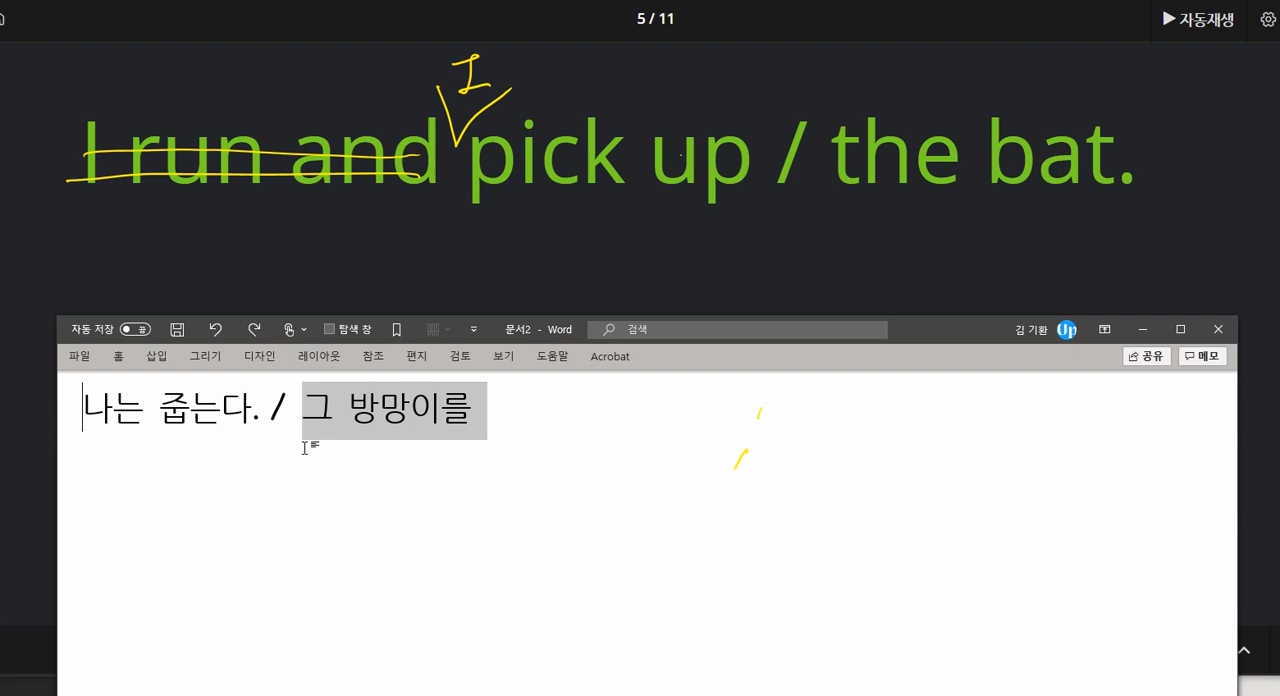 5 / 11
▶ 자동재생
I
I run and pick up / the bat.
자동 저장 끔
탐색 창
문서2 - Word
검색
김 기환
Up
파일 홈 삽입 그리기 디자인 레이아웃 참조 편지 검토 보기 도움말 Acrobat
공유 메모
나는 줍는다. / 그 방망이를